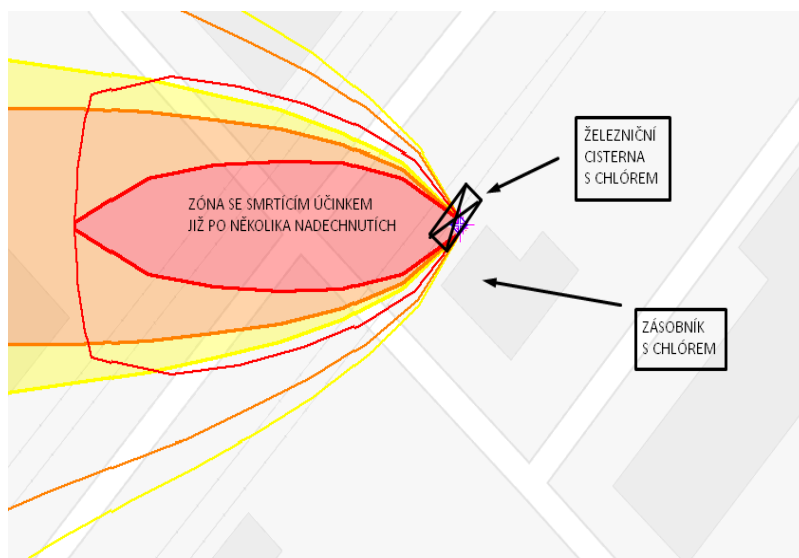 ŽELEZNIČNÍ
CISTERNA
S CHLÓREM
ZÓNA SE SMRTÍCÍM ÚČINKEM
JIŽ PO NĚKOLIKA NADECHNUTÍCH
ZÁSOBNÍK
S CHLÓREM